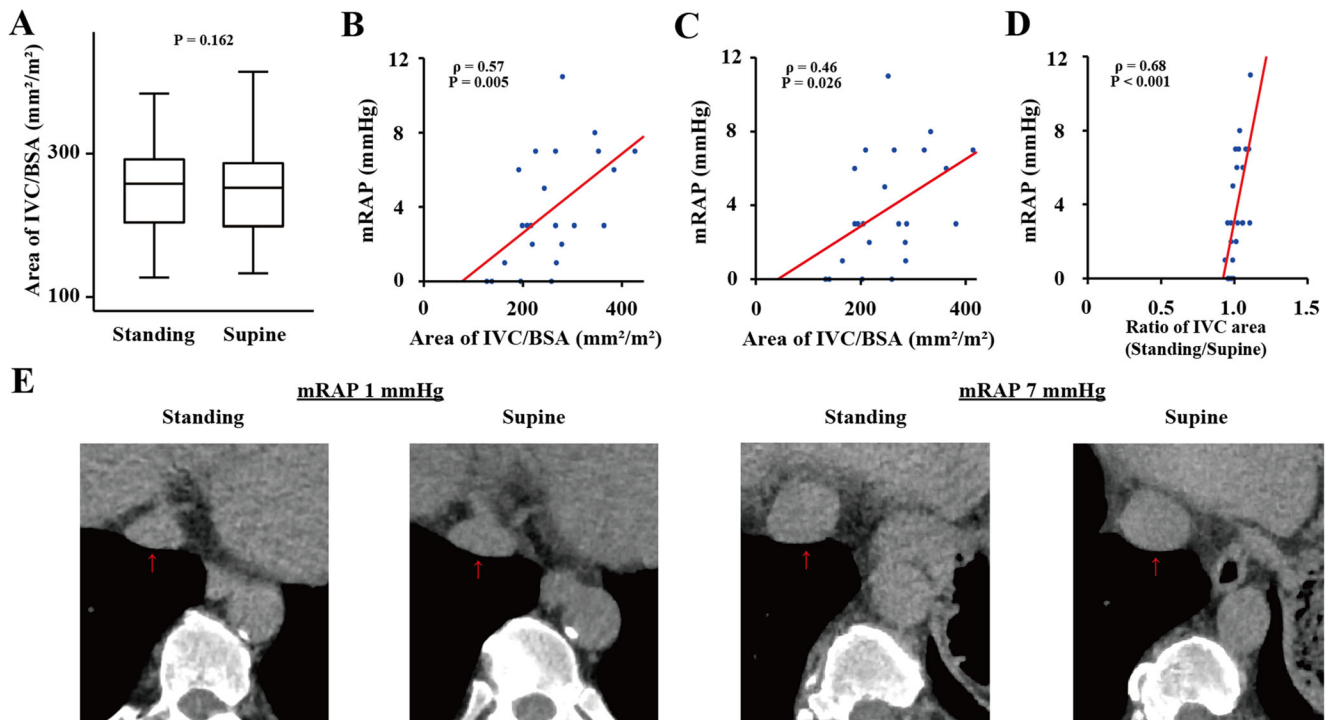 A
P = 0.162
Area of IVC/BSA (mm²/m²)
300
100
Standing
Supine
B
ρ = 0.57
P = 0.005
mRAP (mmHg)
12
8
4
0
0
200
400
Area of IVC/BSA (mm²/m²)
C
ρ = 0.46
P = 0.026
mRAP (mmHg)
12
8
4
0
0
200
400
Area of IVC/BSA (mm²/m²)
D
ρ = 0.68
P < 0.001
mRAP (mmHg)
12
9
6
3
0
0
0.5
1.0
1.5
Ratio of IVC area
(Standing/Supine)
E
mRAP 1 mmHg
mRAP 7 mmHg
Standing
Supine
Standing
Supine